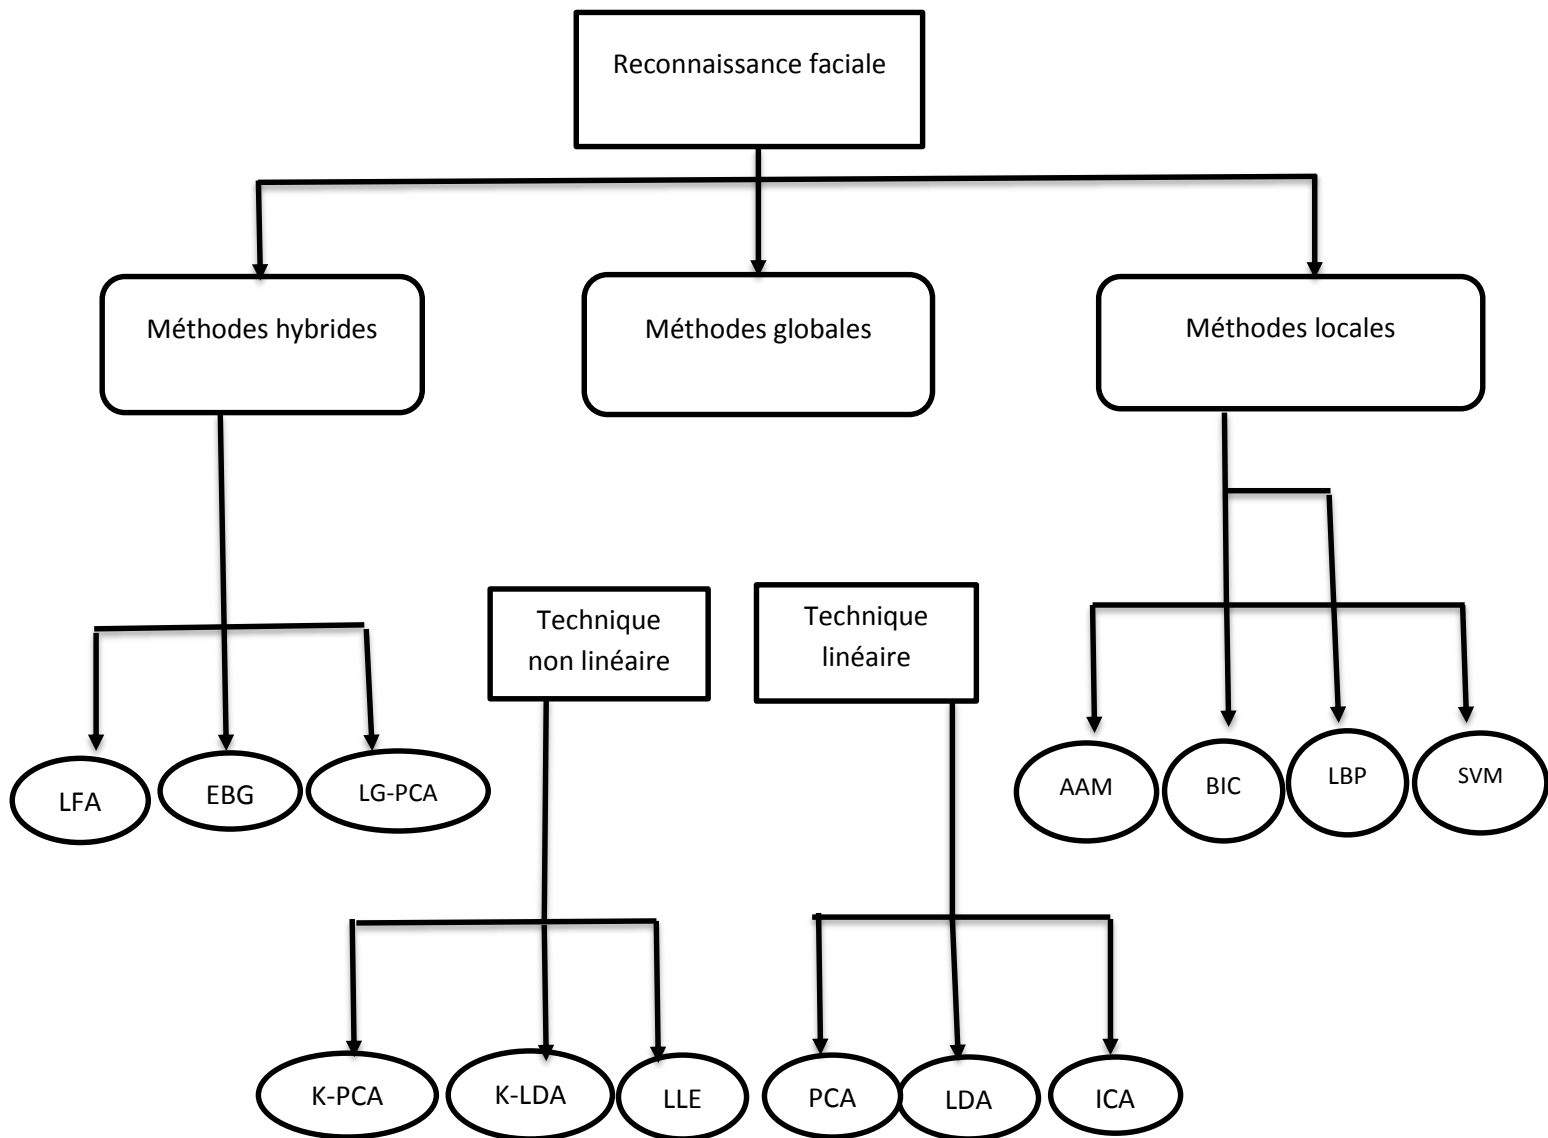 Reconnaissance faciale
Méthodes hybrides
Méthodes globales
Méthodes locales
Technique
non linéaire
Technique
linéaire
LFA
EBG
LG-PCA
AAM
BIC
LBP
SVM
K-PCA
K-LDA
LLE
PCA
LDA
ICA